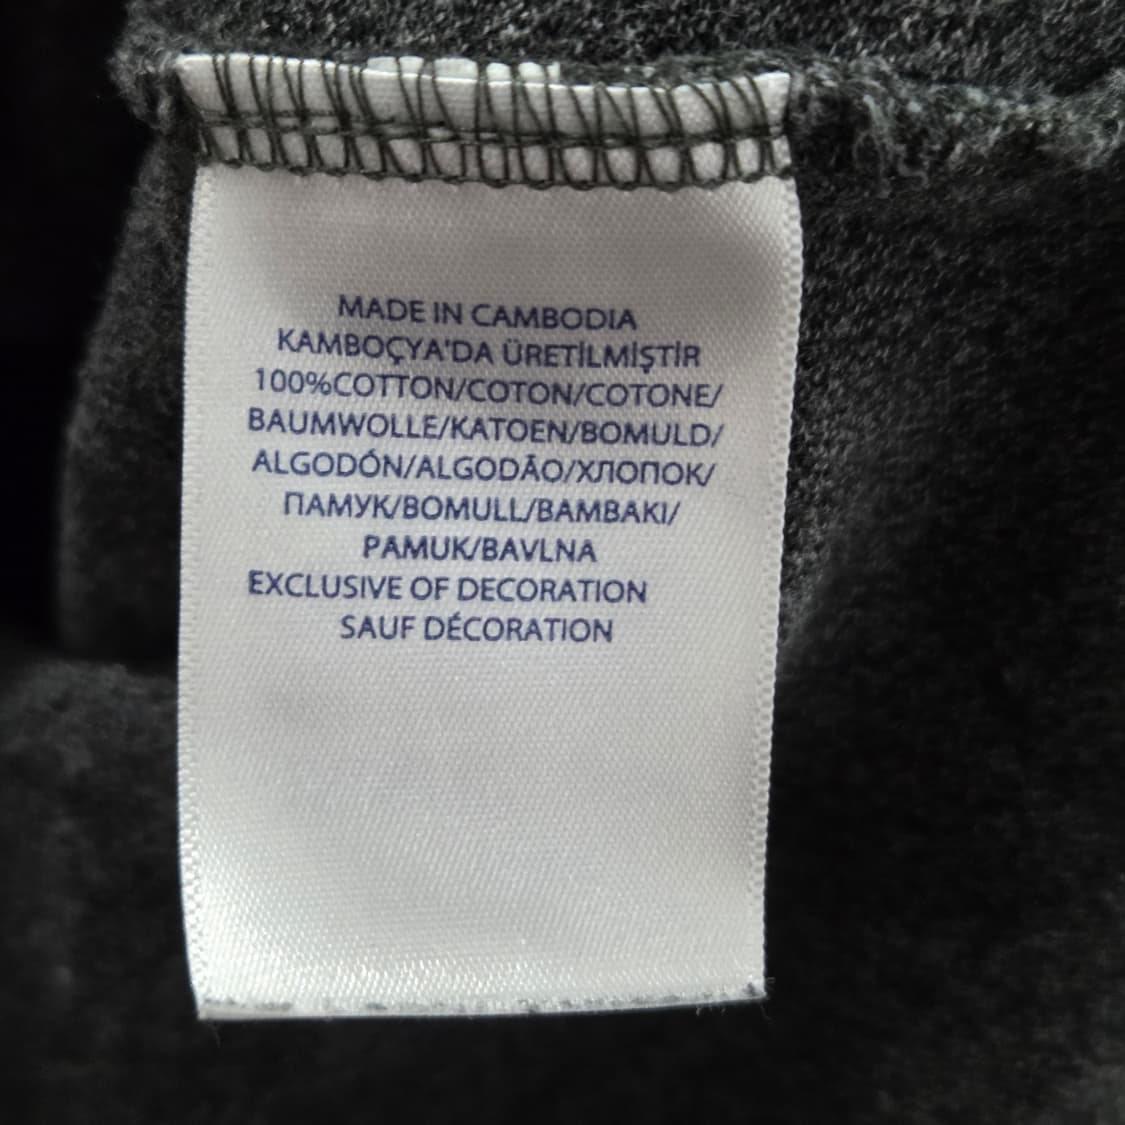 MADE IN CAMBODIA
KAMBOÇYA'DA ÜRETİLMİŞTİR
100%COTTON/COTON/COTONE/
BAUMWOLLE/KATOEN/BOMULD/
ALGODÓN/ALGODÃO/ХЛОПОК/
ПАМУК/BOMULL/BAMBAKI/
PAMUK/BAVLNA
EXCLUSIVE OF DECORATION
SAUF DÉCORATION